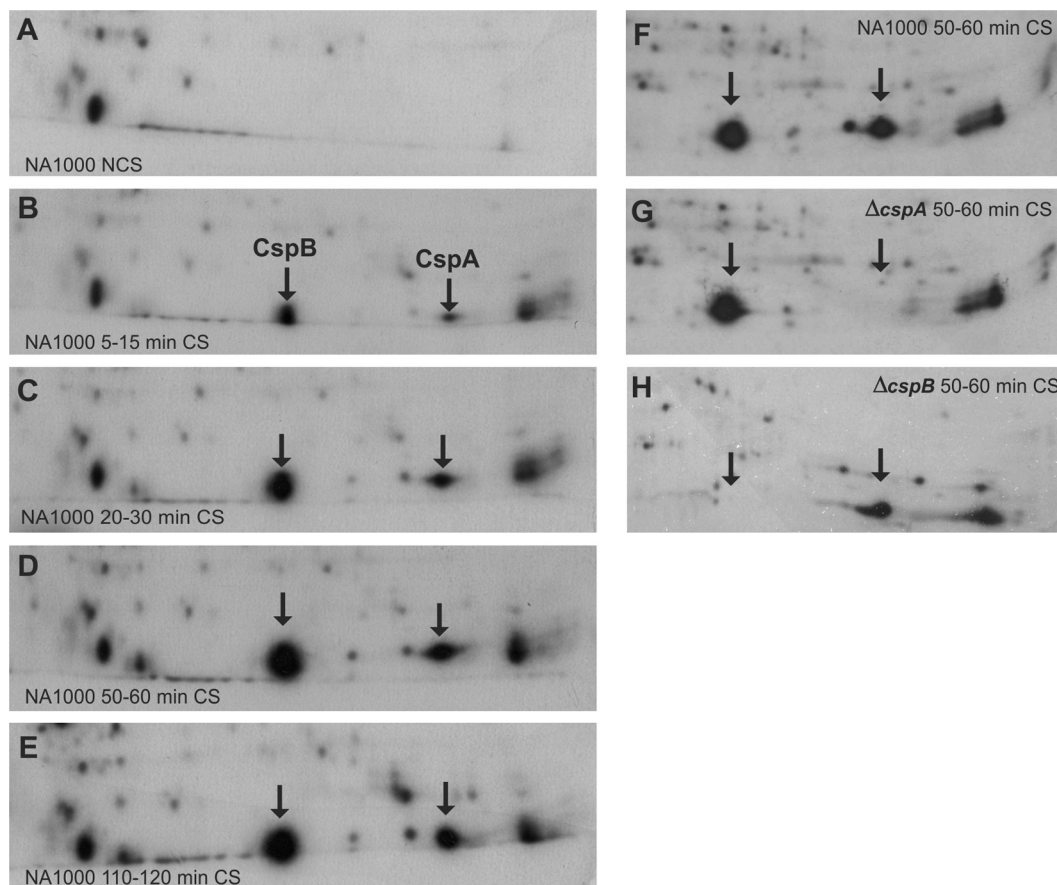 A
NA1000 NCS
B
CspB
CspA
NA1000 5-15 min CS
C
NA1000 20-30 min CS
D
NA1000 50-60 min CS
E
NA1000 110-120 min CS
F
NA1000 50-60 min CS
G
ΔcspA 50-60 min CS
H
ΔcspB 50-60 min CS